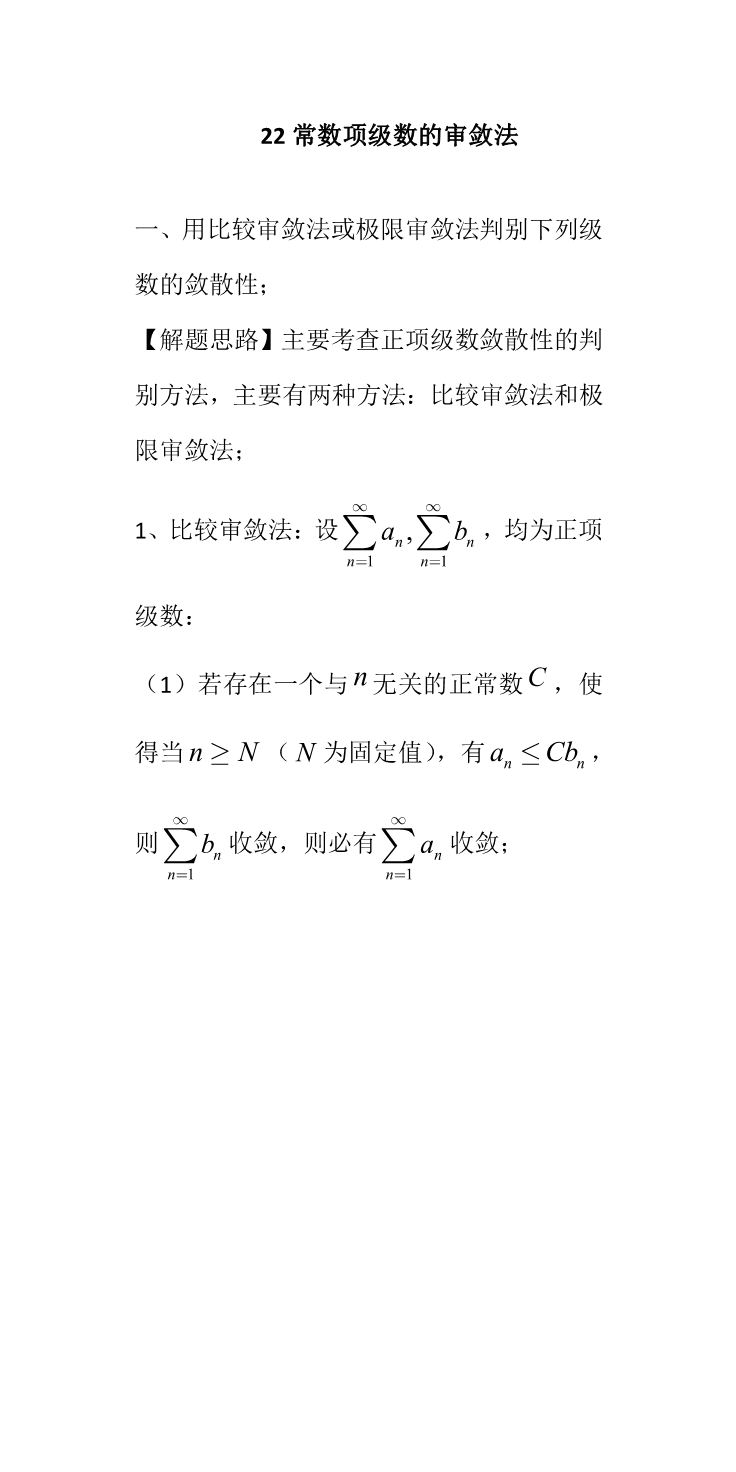 22 常数项级数的审敛法
一、用比较审敛法或极限审敛法判别下列级
数的敛散性；
【解题思路】主要考查正项级数敛散性的判
别方法，主要有两种方法：比较审敛法和极
限审敛法；
1、比较审敛法：设 $\sum_{n=1}^{\infty} a_n, \sum_{n=1}^{\infty} b_n$ ，均为正项
级数：
（1）若存在一个与 $n$ 无关的正常数 $C$ ，使
得当 $n \geq N$ （ $N$ 为固定值），有 $a_n \leq Cb_n$ ，
则 $\sum_{n=1}^{\infty} b_n$ 收敛，则必有 $\sum_{n=1}^{\infty} a_n$ 收敛；